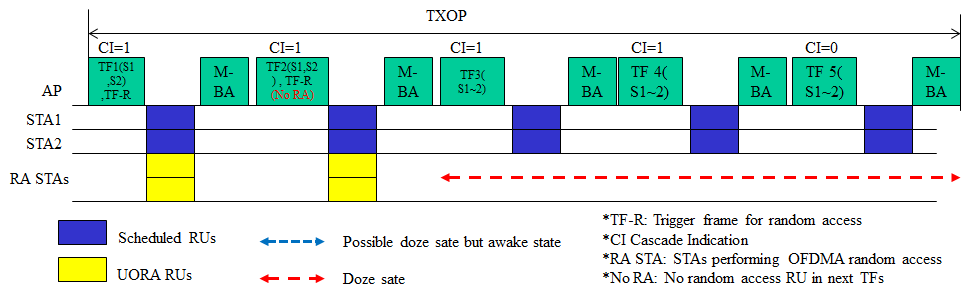 TXOP
CI=1
CI=1
CI=1
CI=1
CI=0
AP
TF1(S1
,S2)
,TF-R
M-
BA
TF2(S1,S2
) , TF-R
(No RA)
M-
BA
TF3(
S1~2)
M-
BA
TF 4(
S1~2)
M-
BA
TF 5(
S1~2)
M-
BA
STA1
STA2
RA STAs
Scheduled RUs
UORA RUs
Possible doze sate but awake state
Doze sate
*TF-R: Trigger frame for random access
*CI Cascade Indication
*RA STA: STAs performing OFDMA random access
*No RA: No random access RU in next TFs